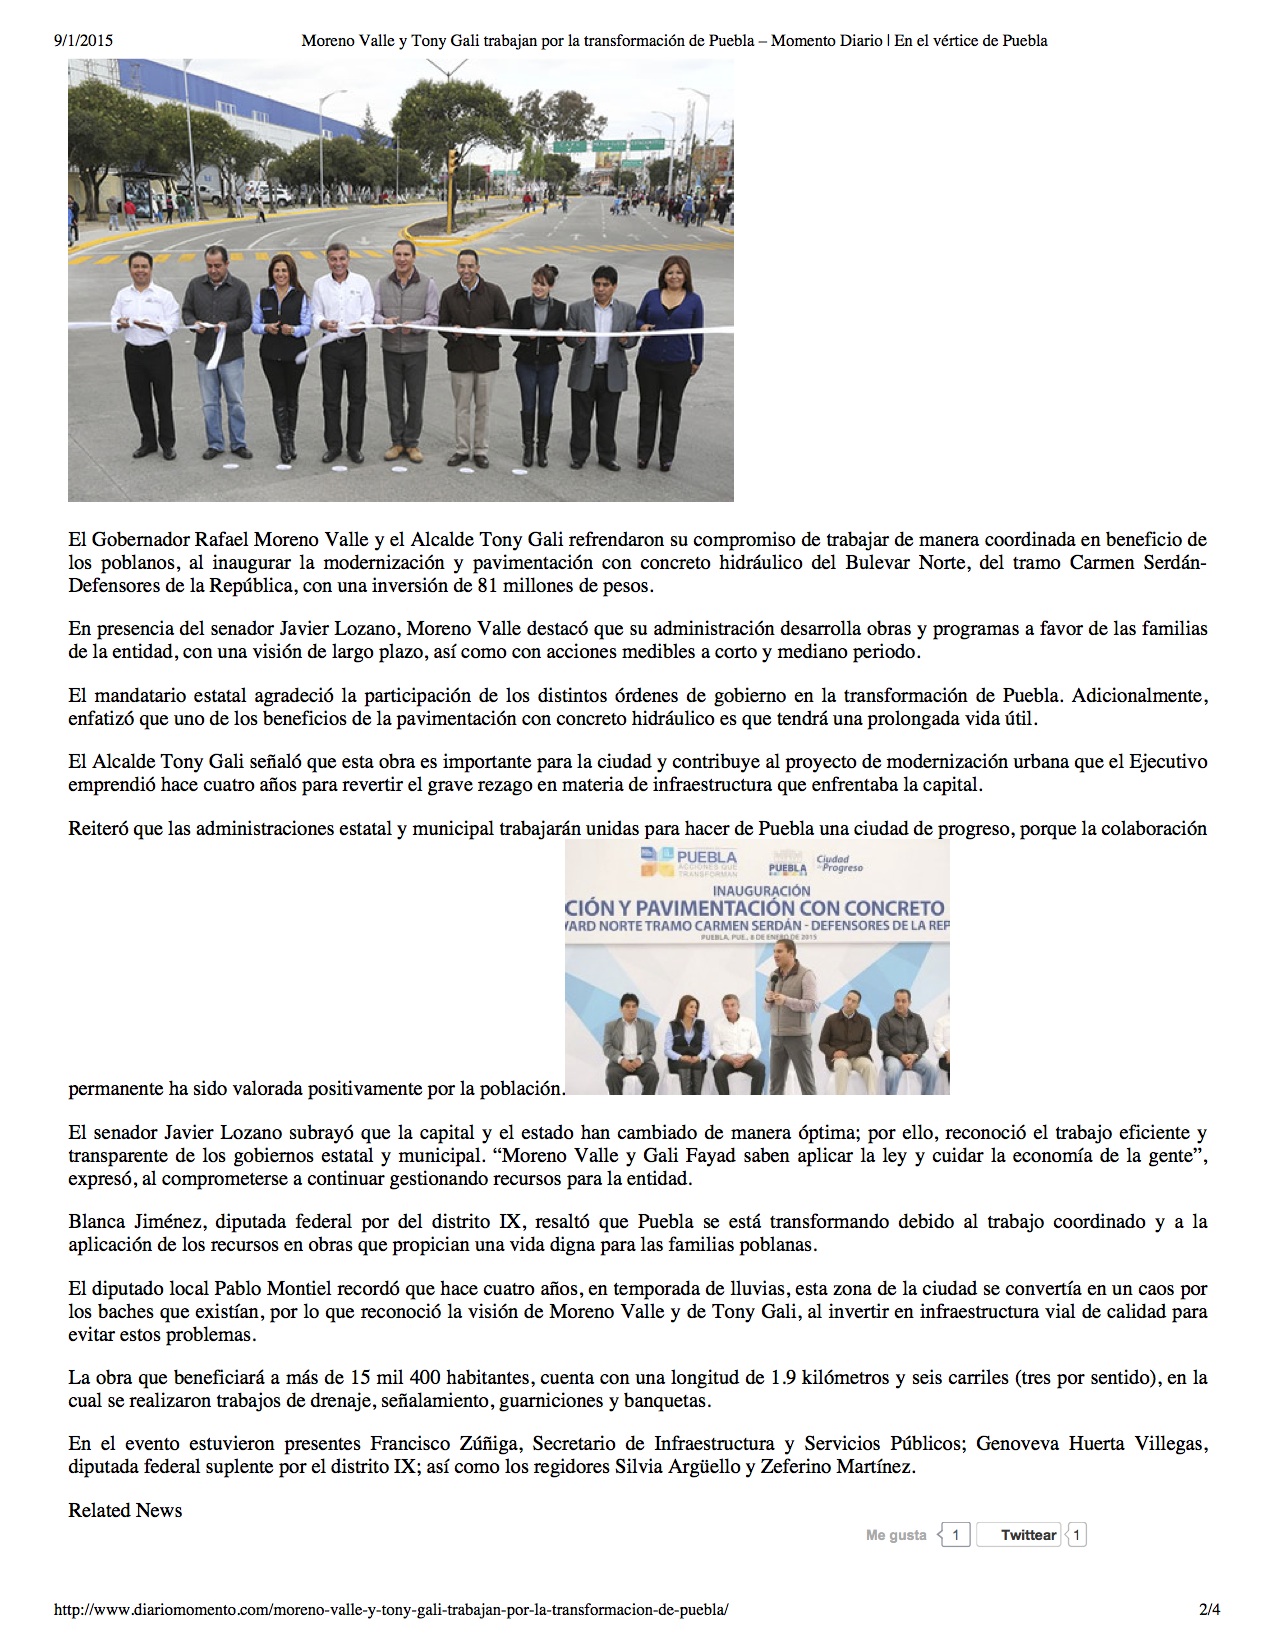 9/1/2015 Moreno Valle y Tony Gali trabajan por la transformación de Puebla – Momento Diario | En el vértice de Puebla
El Gobernador Rafael Moreno Valle y el Alcalde Tony Gali refrendaron su compromiso de trabajar de manera coordinada en beneficio de
los poblanos, al inaugurar la modernización y pavimentación con concreto hidráulico del Bulevar Norte, del tramo Carmen Serdán-
Defensores de la República, con una inversión de 81 millones de pesos.
En presencia del senador Javier Lozano, Moreno Valle destacó que su administración desarrolla obras y programas a favor de las familias
de la entidad, con una visión de largo plazo, así como con acciones medibles a corto y mediano periodo.
El mandatario estatal agradeció la participación de los distintos órdenes de gobierno en la transformación de Puebla. Adicionalmente,
enfatizó que uno de los beneficios de la pavimentación con concreto hidráulico es que tendrá una prolongada vida útil.
El Alcalde Tony Gali señaló que esta obra es importante para la ciudad y contribuye al proyecto de modernización urbana que el Ejecutivo
emprendió hace cuatro años para revertir el grave rezago en materia de infraestructura que enfrentaba la capital.
Reiteró que las administraciones estatal y municipal trabajarán unidas para hacer de Puebla una ciudad de progreso, porque la colaboración
PUEBLA
ACCIONES QUE
TRANSFORMAN
PUEBLA
Ciudad
de Progreso
INAUGURACIÓN
CIÓN Y PAVIMENTACIÓN CON CONCRETO
VARD NORTE TRAMO CARMEN SERDÁN - DEFENSORES DE LA REP
PUEBLA, PUE., 8 DE ENERO DE 2015
permanente ha sido valorada positivamente por la población.
El senador Javier Lozano subrayó que la capital y el estado han cambiado de manera óptima; por ello, reconoció el trabajo eficiente y
transparente de los gobiernos estatal y municipal. “Moreno Valle y Gali Fayad saben aplicar la ley y cuidar la economía de la gente”,
expresó, al comprometerse a continuar gestionando recursos para la entidad.
Blanca Jiménez, diputada federal por del distrito IX, resaltó que Puebla se está transformando debido al trabajo coordinado y a la
aplicación de los recursos en obras que propician una vida digna para las familias poblanas.
El diputado local Pablo Montiel recordó que hace cuatro años, en temporada de lluvias, esta zona de la ciudad se convertía en un caos por
los baches que existían, por lo que reconoció la visión de Moreno Valle y de Tony Gali, al invertir en infraestructura vial de calidad para
evitar estos problemas.
La obra que beneficiará a más de 15 mil 400 habitantes, cuenta con una longitud de 1.9 kilómetros y seis carriles (tres por sentido), en la
cual se realizaron trabajos de drenaje, señalamiento, guarniciones y banquetas.
En el evento estuvieron presentes Francisco Zúñiga, Secretario de Infraestructura y Servicios Públicos; Genoveva Huerta Villegas,
diputada federal suplente por el distrito IX; así como los regidores Silvia Argüello y Zeferino Martínez.
Related News
Me gusta 1 Twittear 1
http://www.diariomomento.com/moreno-valle-y-tony-gali-trabajan-por-la-transformacion-de-puebla/ 2/4